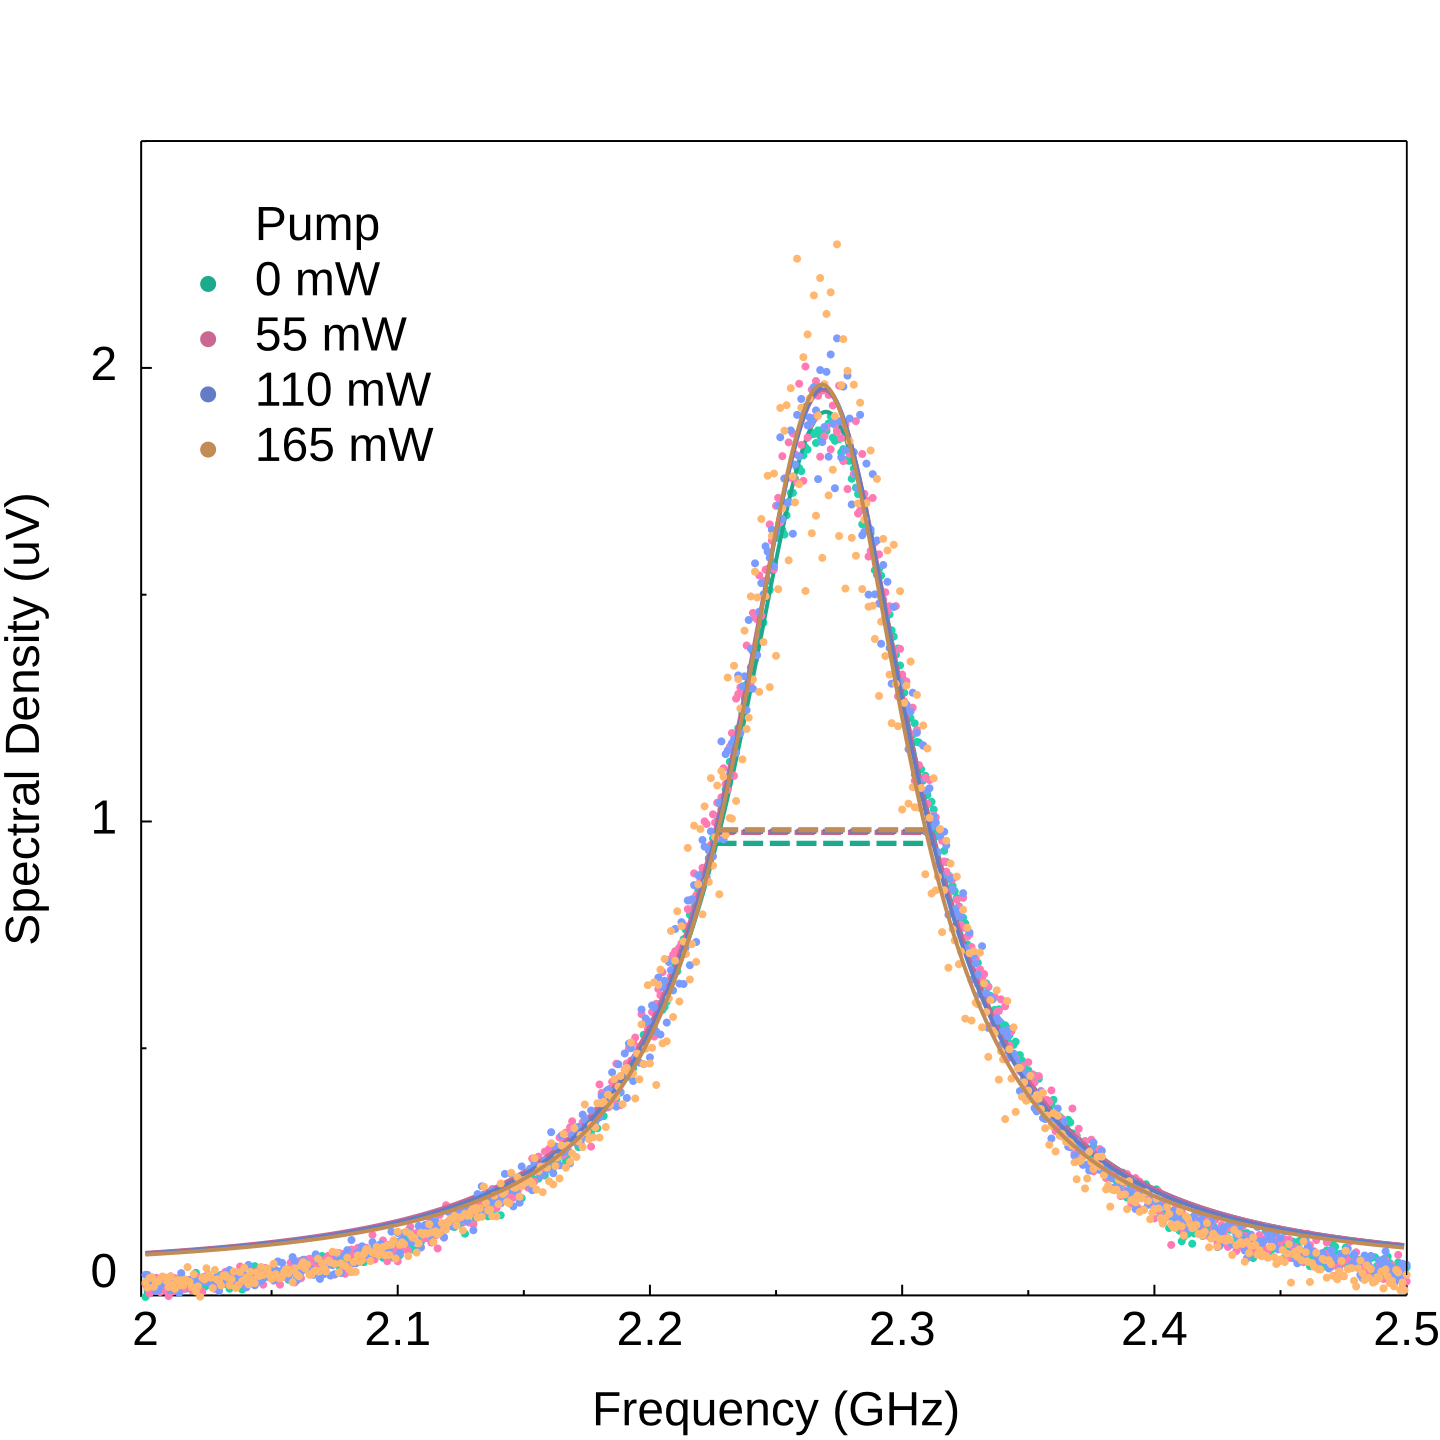 Pump
0 mW
55 mW
110 mW
165 mW
Spectral Density (uV)
2
1
0
2 2.1 2.2 2.3 2.4 2.5
Frequency (GHz)